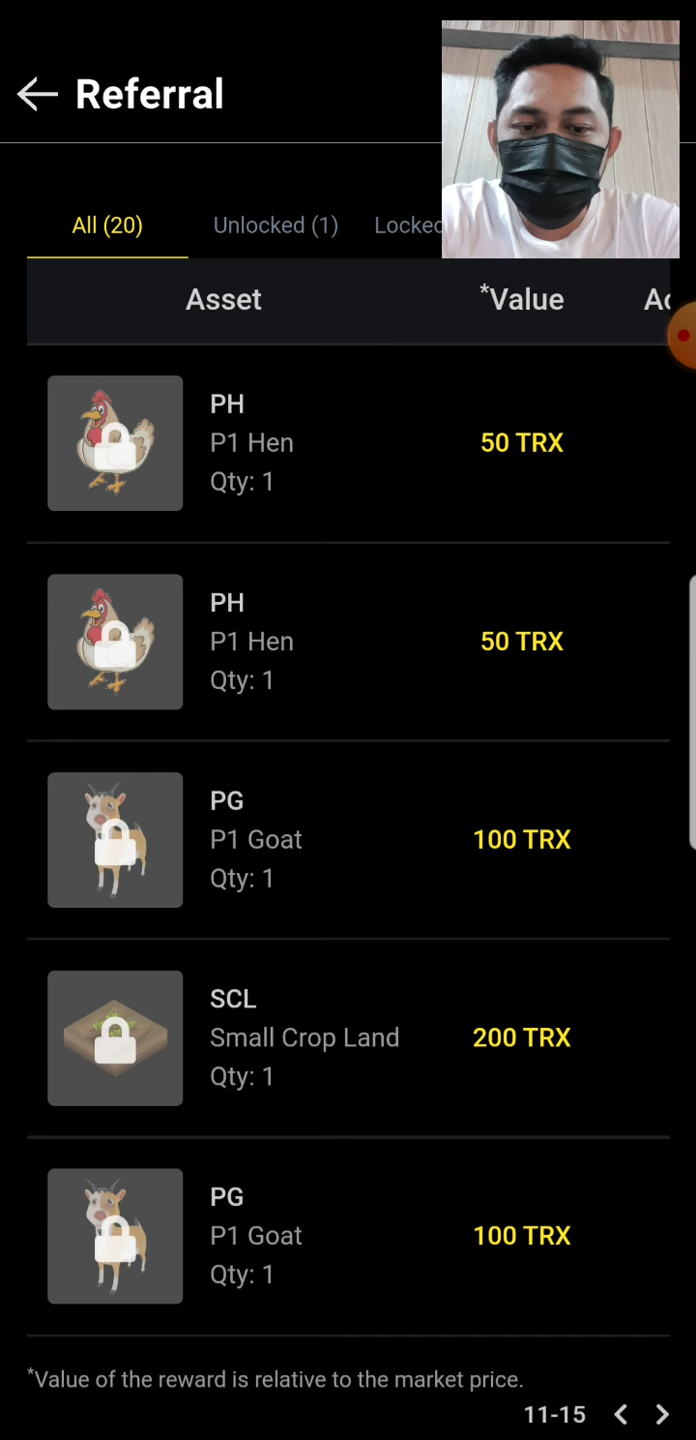 Referral
All (20) Unlocked (1) Locked
Asset *Value
PH
P1 Hen 50 TRX
Qty: 1
PH
P1 Hen 50 TRX
Qty: 1
PG
P1 Goat 100 TRX
Qty: 1
SCL
Small Crop Land 200 TRX
Qty: 1
PG
P1 Goat 100 TRX
Qty: 1
*Value of the reward is relative to the market price.
11-15